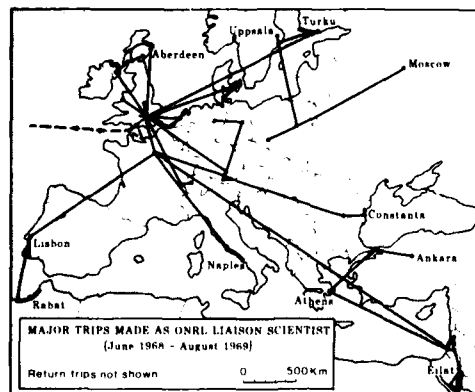 Turku
Uppsala
Aberdeen
Moscow
Constanta
Lisbon
Ankara
Naples
Athens
Rabat
Eilat
MAJOR TRIPS MADE AS ONRL LIAISON SCIENTIST
(June 1968 - August 1969)
Return trips not shown
0 500Km